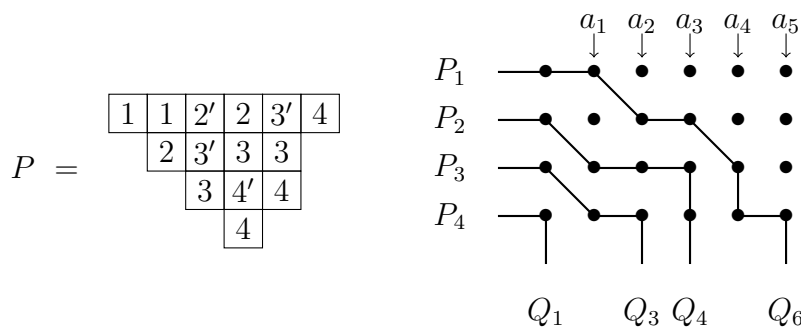 a₁ a₂ a₃ a₄ a₅
P₁
1 1 2′ 2 3′ 4
P₂
2 3′ 3 3
P = P₃
3 4′ 4
P₄
4
Q₁ Q₃ Q₄ Q₆